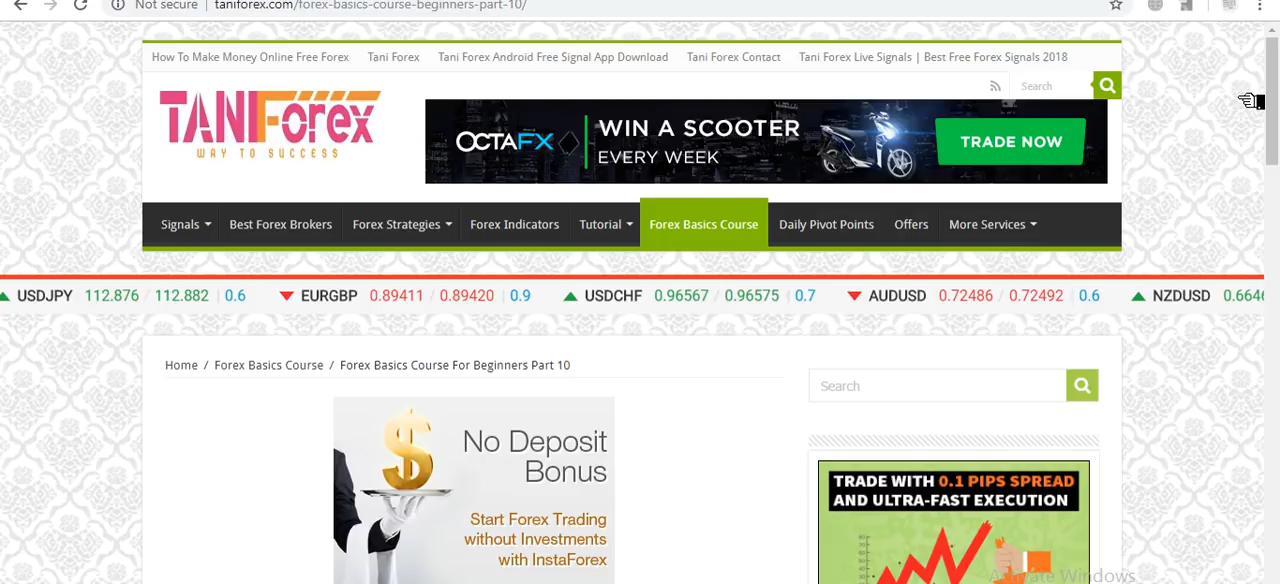 Not secure | taniforex.com/forex-basics-course-beginners-part-10/
How To Make Money Online Free Forex Tani Forex Tani Forex Android Free Signal App Download Tani Forex Contact Tani Forex Live Signals | Best Free Forex Signals 2018
Search
TANIForex
WAY TO SUCCESS
OCTAFX
WIN A SCOOTER
EVERY WEEK
TRADE NOW
Signals Best Forex Brokers Forex Strategies Forex Indicators Tutorial Forex Basics Course Daily Pivot Points Offers More Services
USDJPY 112.876 / 112.882 | 0.6 EURGBP 0.89411 / 0.89420 | 0.9 USDCHF 0.96567 / 0.96575 | 0.7 AUDUSD 0.72486 / 0.72492 | 0.6 NZDUSD 0.664
Home / Forex Basics Course / Forex Basics Course For Beginners Part 10
Search
No Deposit
Bonus
Start Forex Trading
without Investments
with InstaForex
TRADE WITH 0.1 PIPS SPREAD
AND ULTRA-FAST EXECUTION
Activate Windows